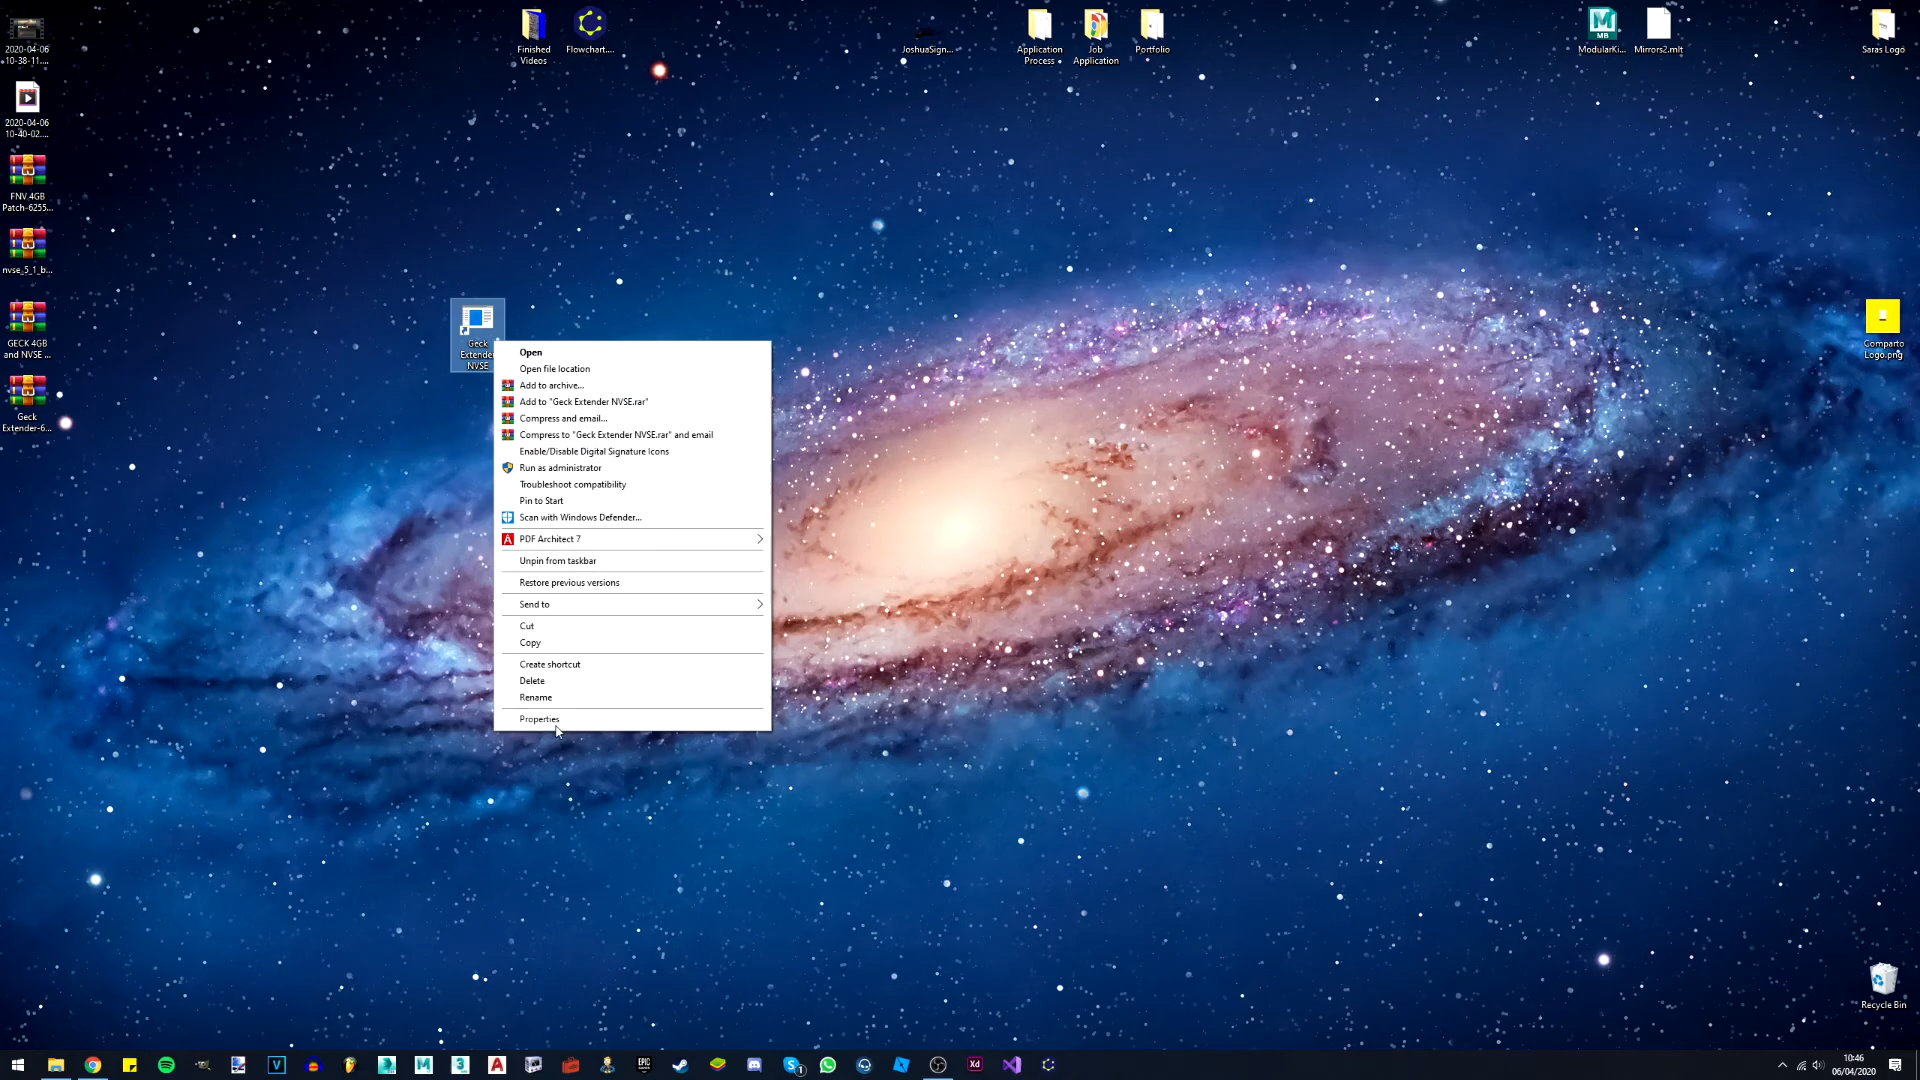 2020-04-06
10-38-11....
Finished
Videos
Flowchart....
JoshuaSign...
Application
Process
Job
Application
Portfolio
MB
ModularKi...
Mirrors2.mlt
Saras Logo
2020-04-06
10-40-02....
FNV 4GB
Patch-6255...
nvse_5_1_b...
GECK 4GB
and NVSE ...
Geck
Extender-6...
Geck
Extender
NVSE
Open
Open file location
Add to archive...
Add to "Geck Extender NVSE.rar"
Compress and email...
Compress to "Geck Extender NVSE.rar" and email
Enable/Disable Digital Signature Icons
Run as administrator
Troubleshoot compatibility
Pin to Start
Scan with Windows Defender...
PDF Architect 7
Unpin from taskbar
Restore previous versions
Send to
Cut
Copy
Create shortcut
Delete
Rename
Properties
Comparto
Logo.png
Recycle Bin
EPIC
Xd
10:46
06/04/2020